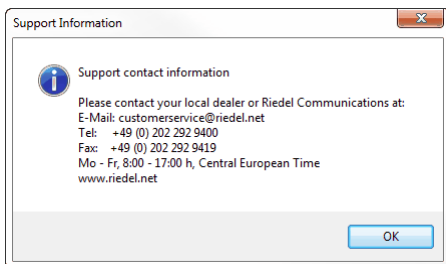 Support Information
Support contact information
Please contact your local dealer or Riedel Communications at:
E-Mail: customerservice@riedel.net
Tel: +49 (0) 202 292 9400
Fax: +49 (0) 202 292 9419
Mo - Fr, 8:00 - 17:00 h, Central European Time
www.riedel.net
OK